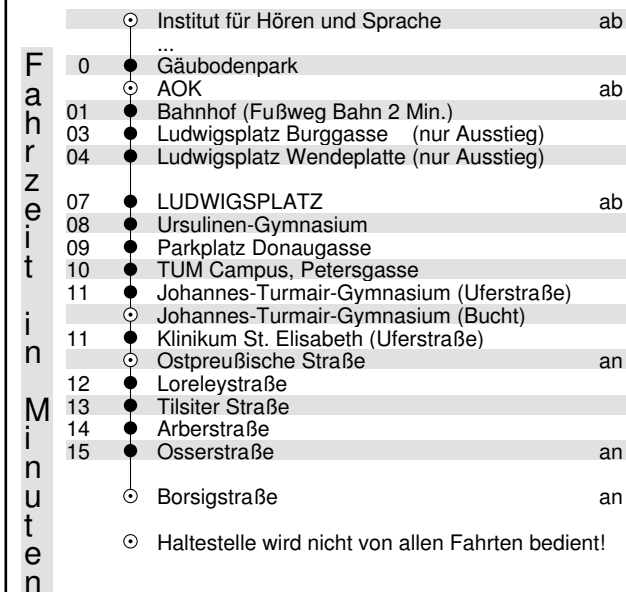 Fahrzeit in Minuten
Institut für Hören und Sprache ab
...
0 Gäubodenpark
AOK ab
01 Bahnhof (Fußweg Bahn 2 Min.)
03 Ludwigsplatz Burggasse (nur Ausstieg)
04 Ludwigsplatz Wendeplatte (nur Ausstieg)
07 LUDWIGSPLATZ ab
08 Ursulinen-Gymnasium
09 Parkplatz Donaugasse
10 TUM Campus, Petersgasse
11 Johannes-Turmair-Gymnasium (Uferstraße)
Johannes-Turmair-Gymnasium (Bucht)
11 Klinikum St. Elisabeth (Uferstraße)
Ostpreußische Straße an
12 Loreleystraße
13 Tilsiter Straße
14 Arberstraße
15 Osserstraße an
Borsigstraße an
Haltestelle wird nicht von allen Fahrten bedient!